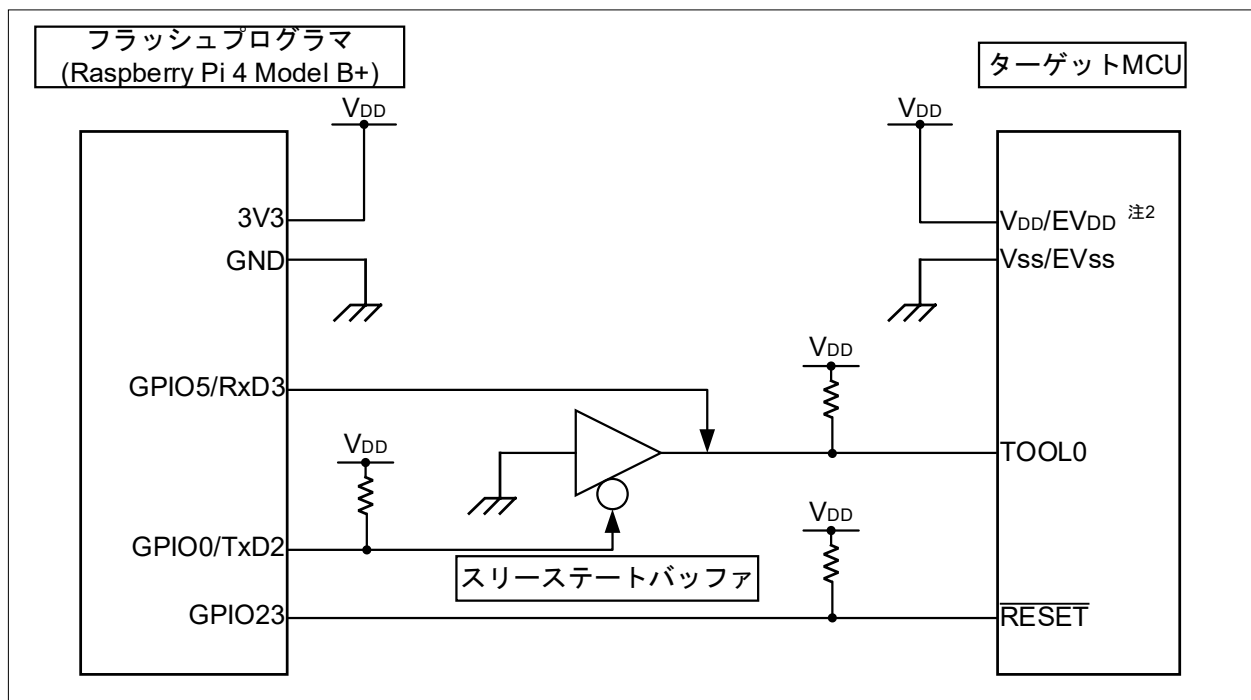 フラッシュプログラマ
(Raspberry Pi 4 Model B+)
ターゲットMCU
VDD
VDD
3V3
VDD/EVDD 注2
GND
Vss/EVss
VDD
GPIO5/RxD3
VDD
TOOL0
VDD
GPIO0/TxD2
スリーステートバッファ
GPIO23
RESET